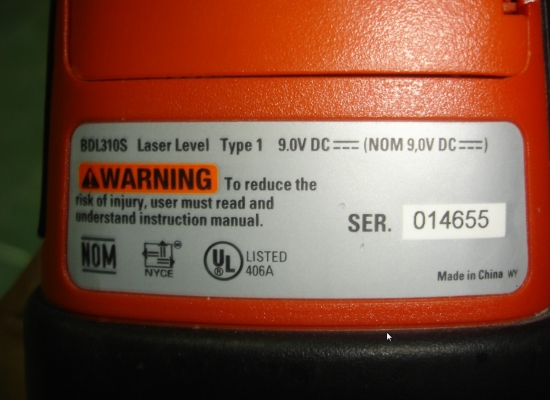 BDL310S Laser Level Type 1 9.0V DC ⎓ (NOM 9,0V DC ⎓)
WARNING To reduce the
risk of injury, user must read and
understand instruction manual.
SER. 014655
NOM
NYCE
UL LISTED
406A
Made in China WY